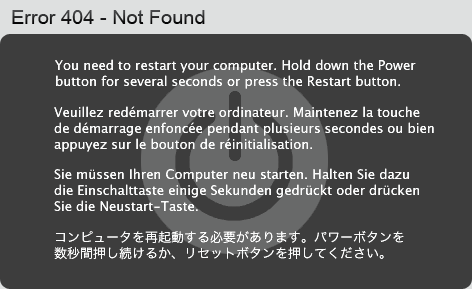 Error 404 - Not Found
You need to restart your computer. Hold down the Power
button for several seconds or press the Restart button.
Veuillez redémarrer votre ordinateur. Maintenez la touche
de démarrage enfoncée pendant plusieurs secondes ou bien
appuyez sur le bouton de réinitialisation.
Sie müssen Ihren Computer neu starten. Halten Sie dazu
die Einschalttaste einige Sekunden gedrückt oder drücken
Sie die Neustart-Taste.
コンピュータを再起動する必要があります。パワーボタンを
数秒間押し続けるか、リセットボタンを押してください。